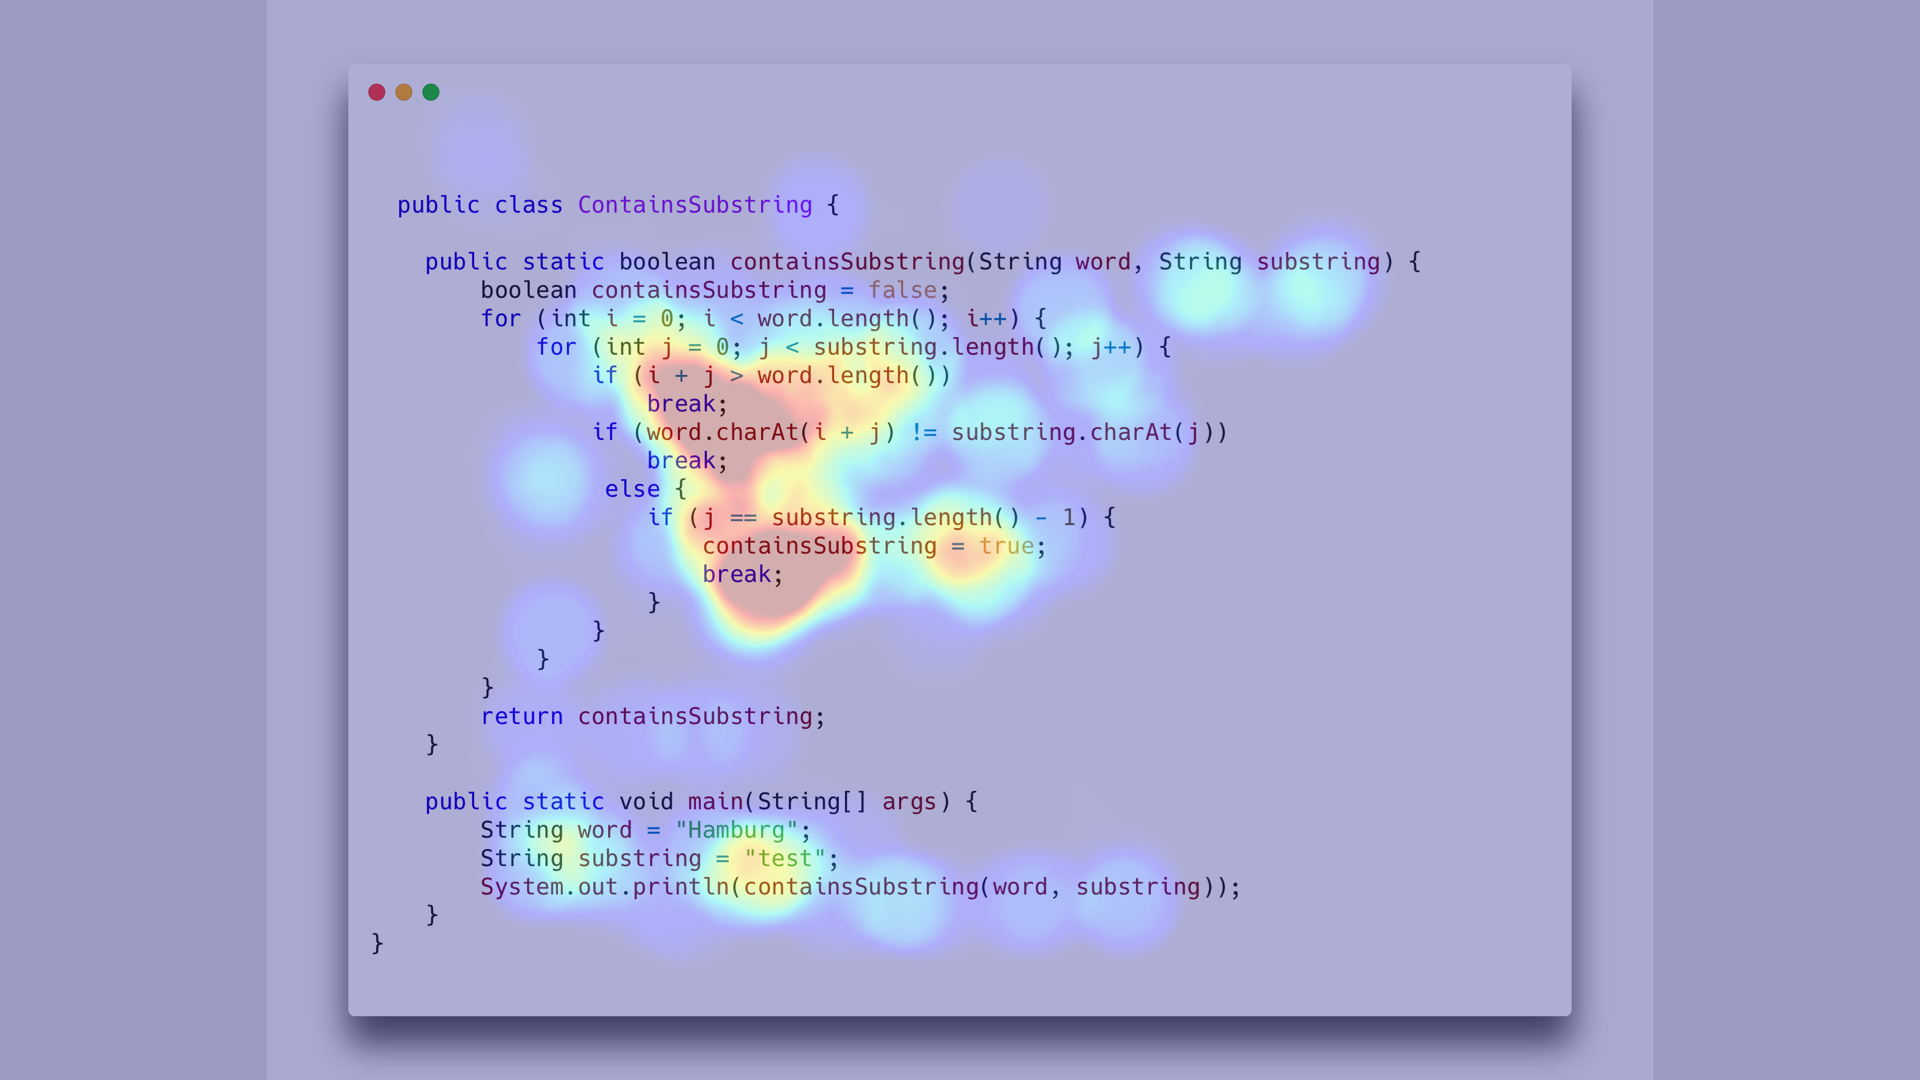 public class ContainsSubstring {
public static boolean containsSubstring(String word, String substring) {
boolean containsSubstring = false;
for (int i = 0; i < word.length(); i++) {
for (int j = 0; j < substring.length(); j++) {
if (i + j > word.length())
break;
if (word.charAt(i + j) != substring.charAt(j))
break;
else {
if (j == substring.length() - 1) {
containsSubstring = true;
break;
}
}
}
}
return containsSubstring;
}
public static void main(String[] args) {
String word = "Hamburg";
String substring = "test";
System.out.println(containsSubstring(word, substring));
}
}